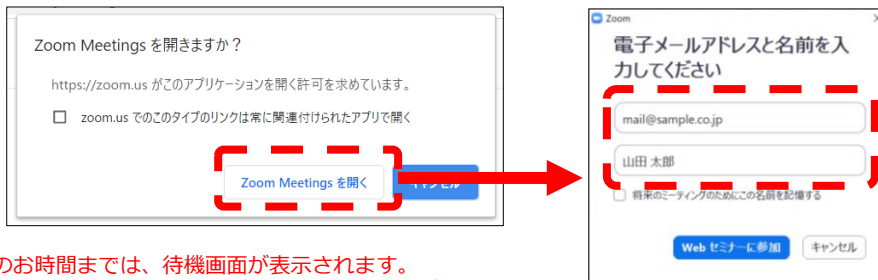 Zoom Meetings を開きますか？
https://zoom.us がこのアプリケーションを開く許可を求めています。
zoom.us でのこのタイプのリンクは常に関連付けられたアプリで開く
Zoom Meetings を開く
キャンセル
Zoom
電子メールアドレスと名前を入
力してください
mail@sample.co.jp
山田 太郎
将来のミーティングのためにこの名前を記憶する
Web セミナーに参加
キャンセル
のお時間までは、待機画面が表示されます。